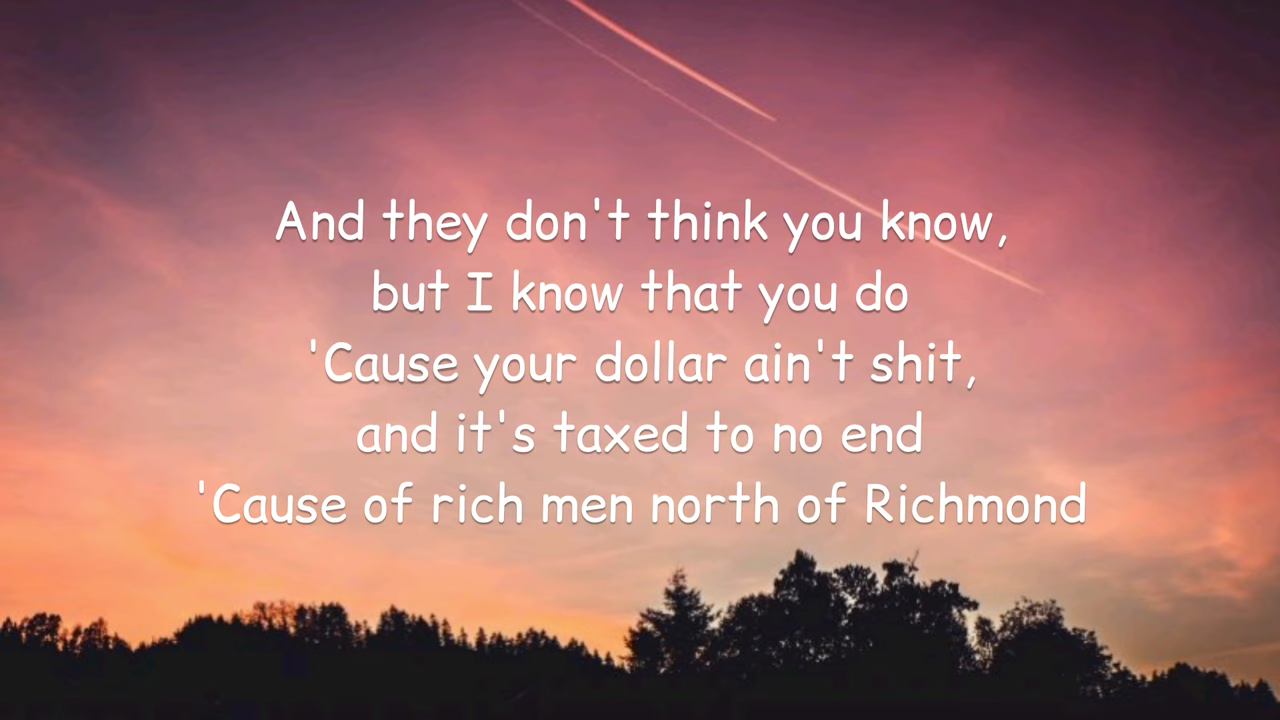 And they don't think you know,
but I know that you do
'Cause your dollar ain't shit,
and it's taxed to no end
'Cause of rich men north of Richmond